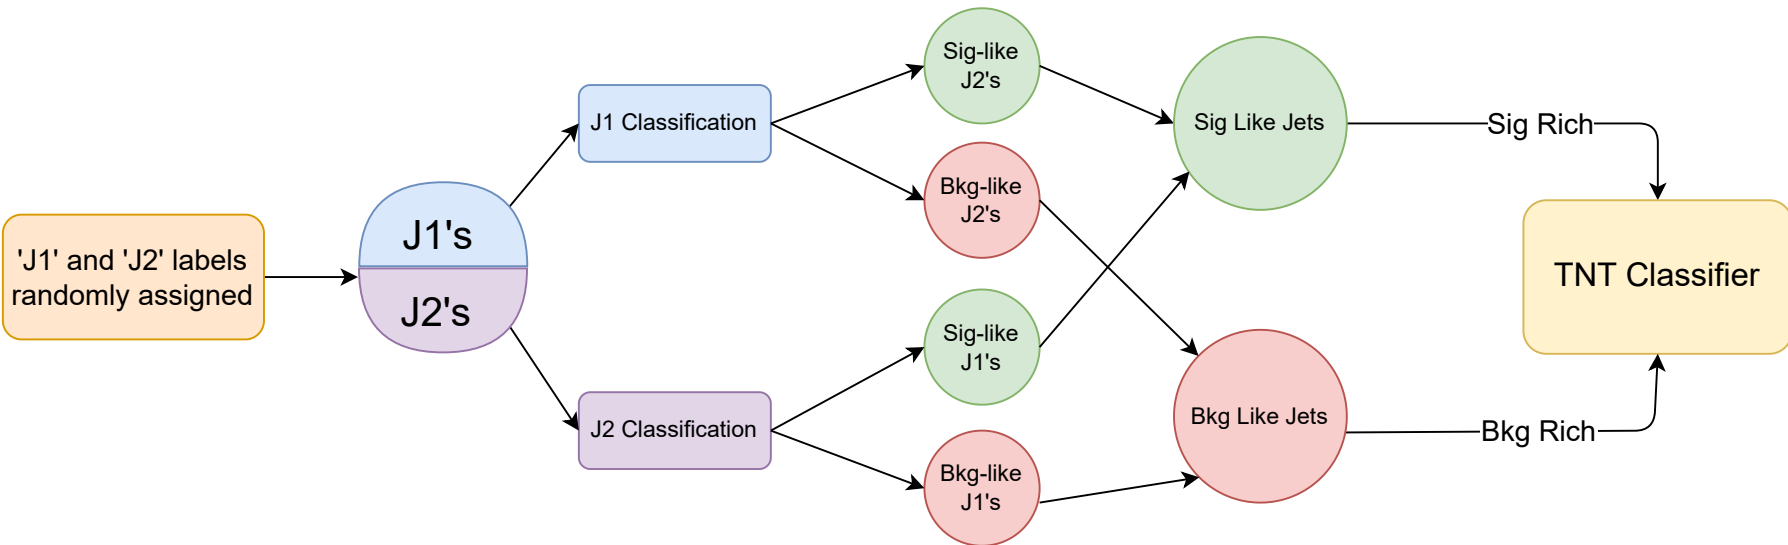 'J1' and 'J2' labels
randomly assigned
J1's
J2's
J1 Classification
J2 Classification
Sig-like
J2's
Bkg-like
J2's
Sig-like
J1's
Bkg-like
J1's
Sig Like Jets
Bkg Like Jets
Sig Rich
Bkg Rich
TNT Classifier